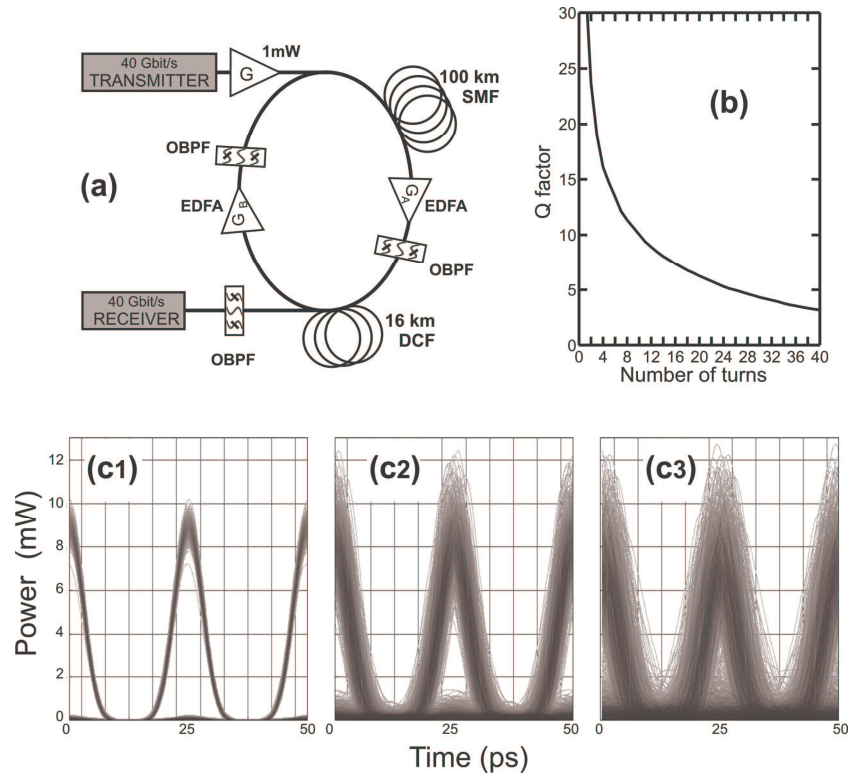 40 Gbit/s
TRANSMITTER
G
1mW
100 km
SMF
OBPF
(a)
EDFA
G B
G A
EDFA
OBPF
40 Gbit/s
RECEIVER
OBPF
16 km
DCF
(b)
Q factor
30
25
20
15
10
5
0
0 4 8 12 16 20 24 28 32 36 40
Number of turns
(c1)
(c2)
(c3)
Power (mW)
12
10
8
6
4
2
0
0 25 50
0 25 50
0 25 50
Time (ps)